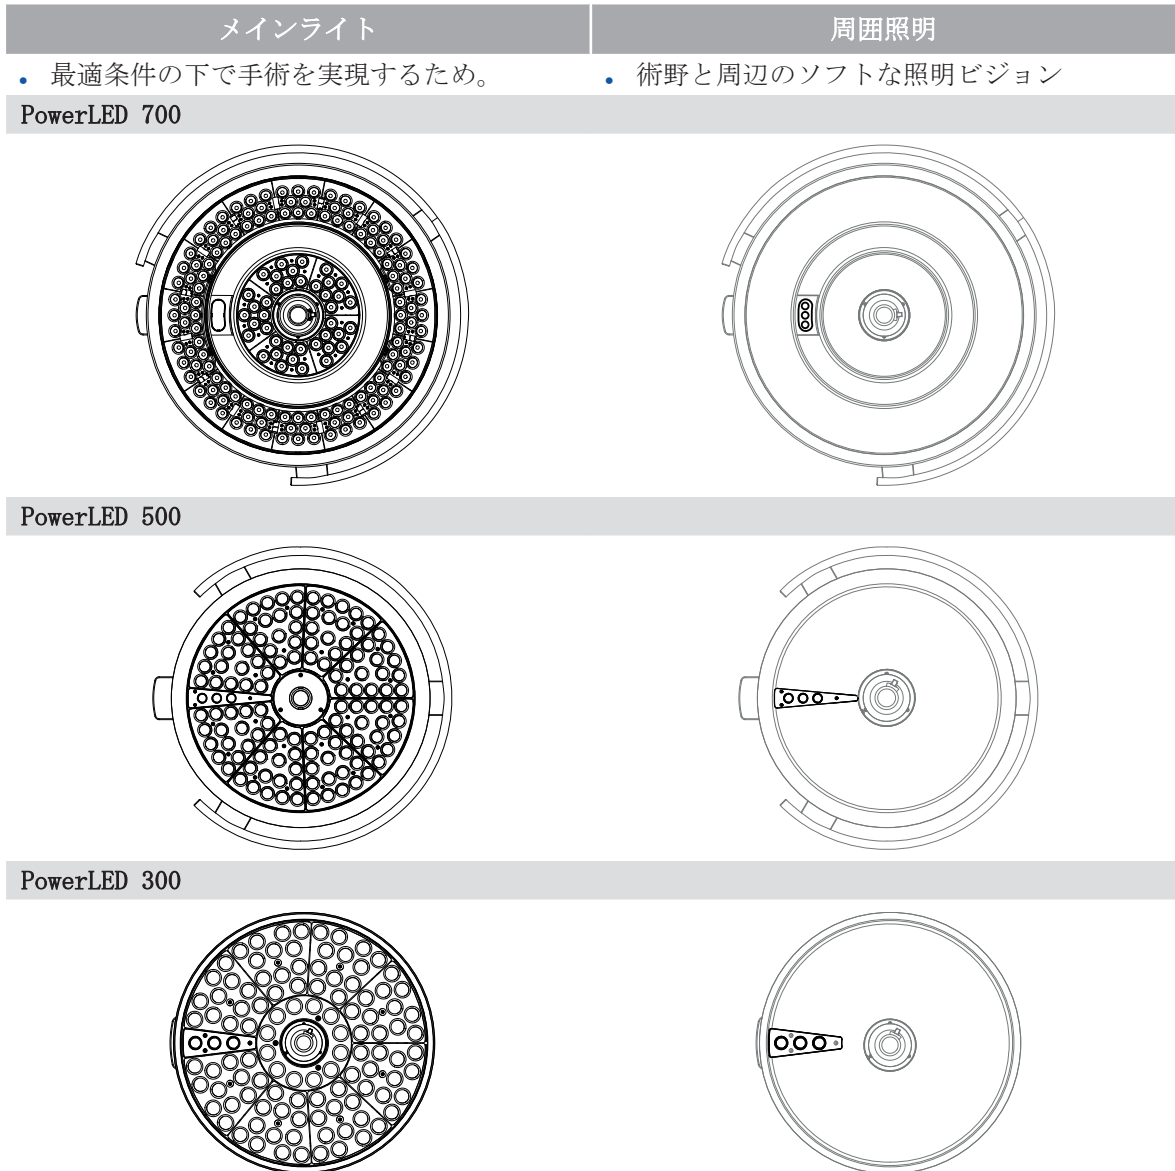 メインライト
周囲照明
• 最適条件の下で手術を実現するため。
• 術野と周辺のソフトな照明ビジョン
PowerLED 700
PowerLED 500
PowerLED 300